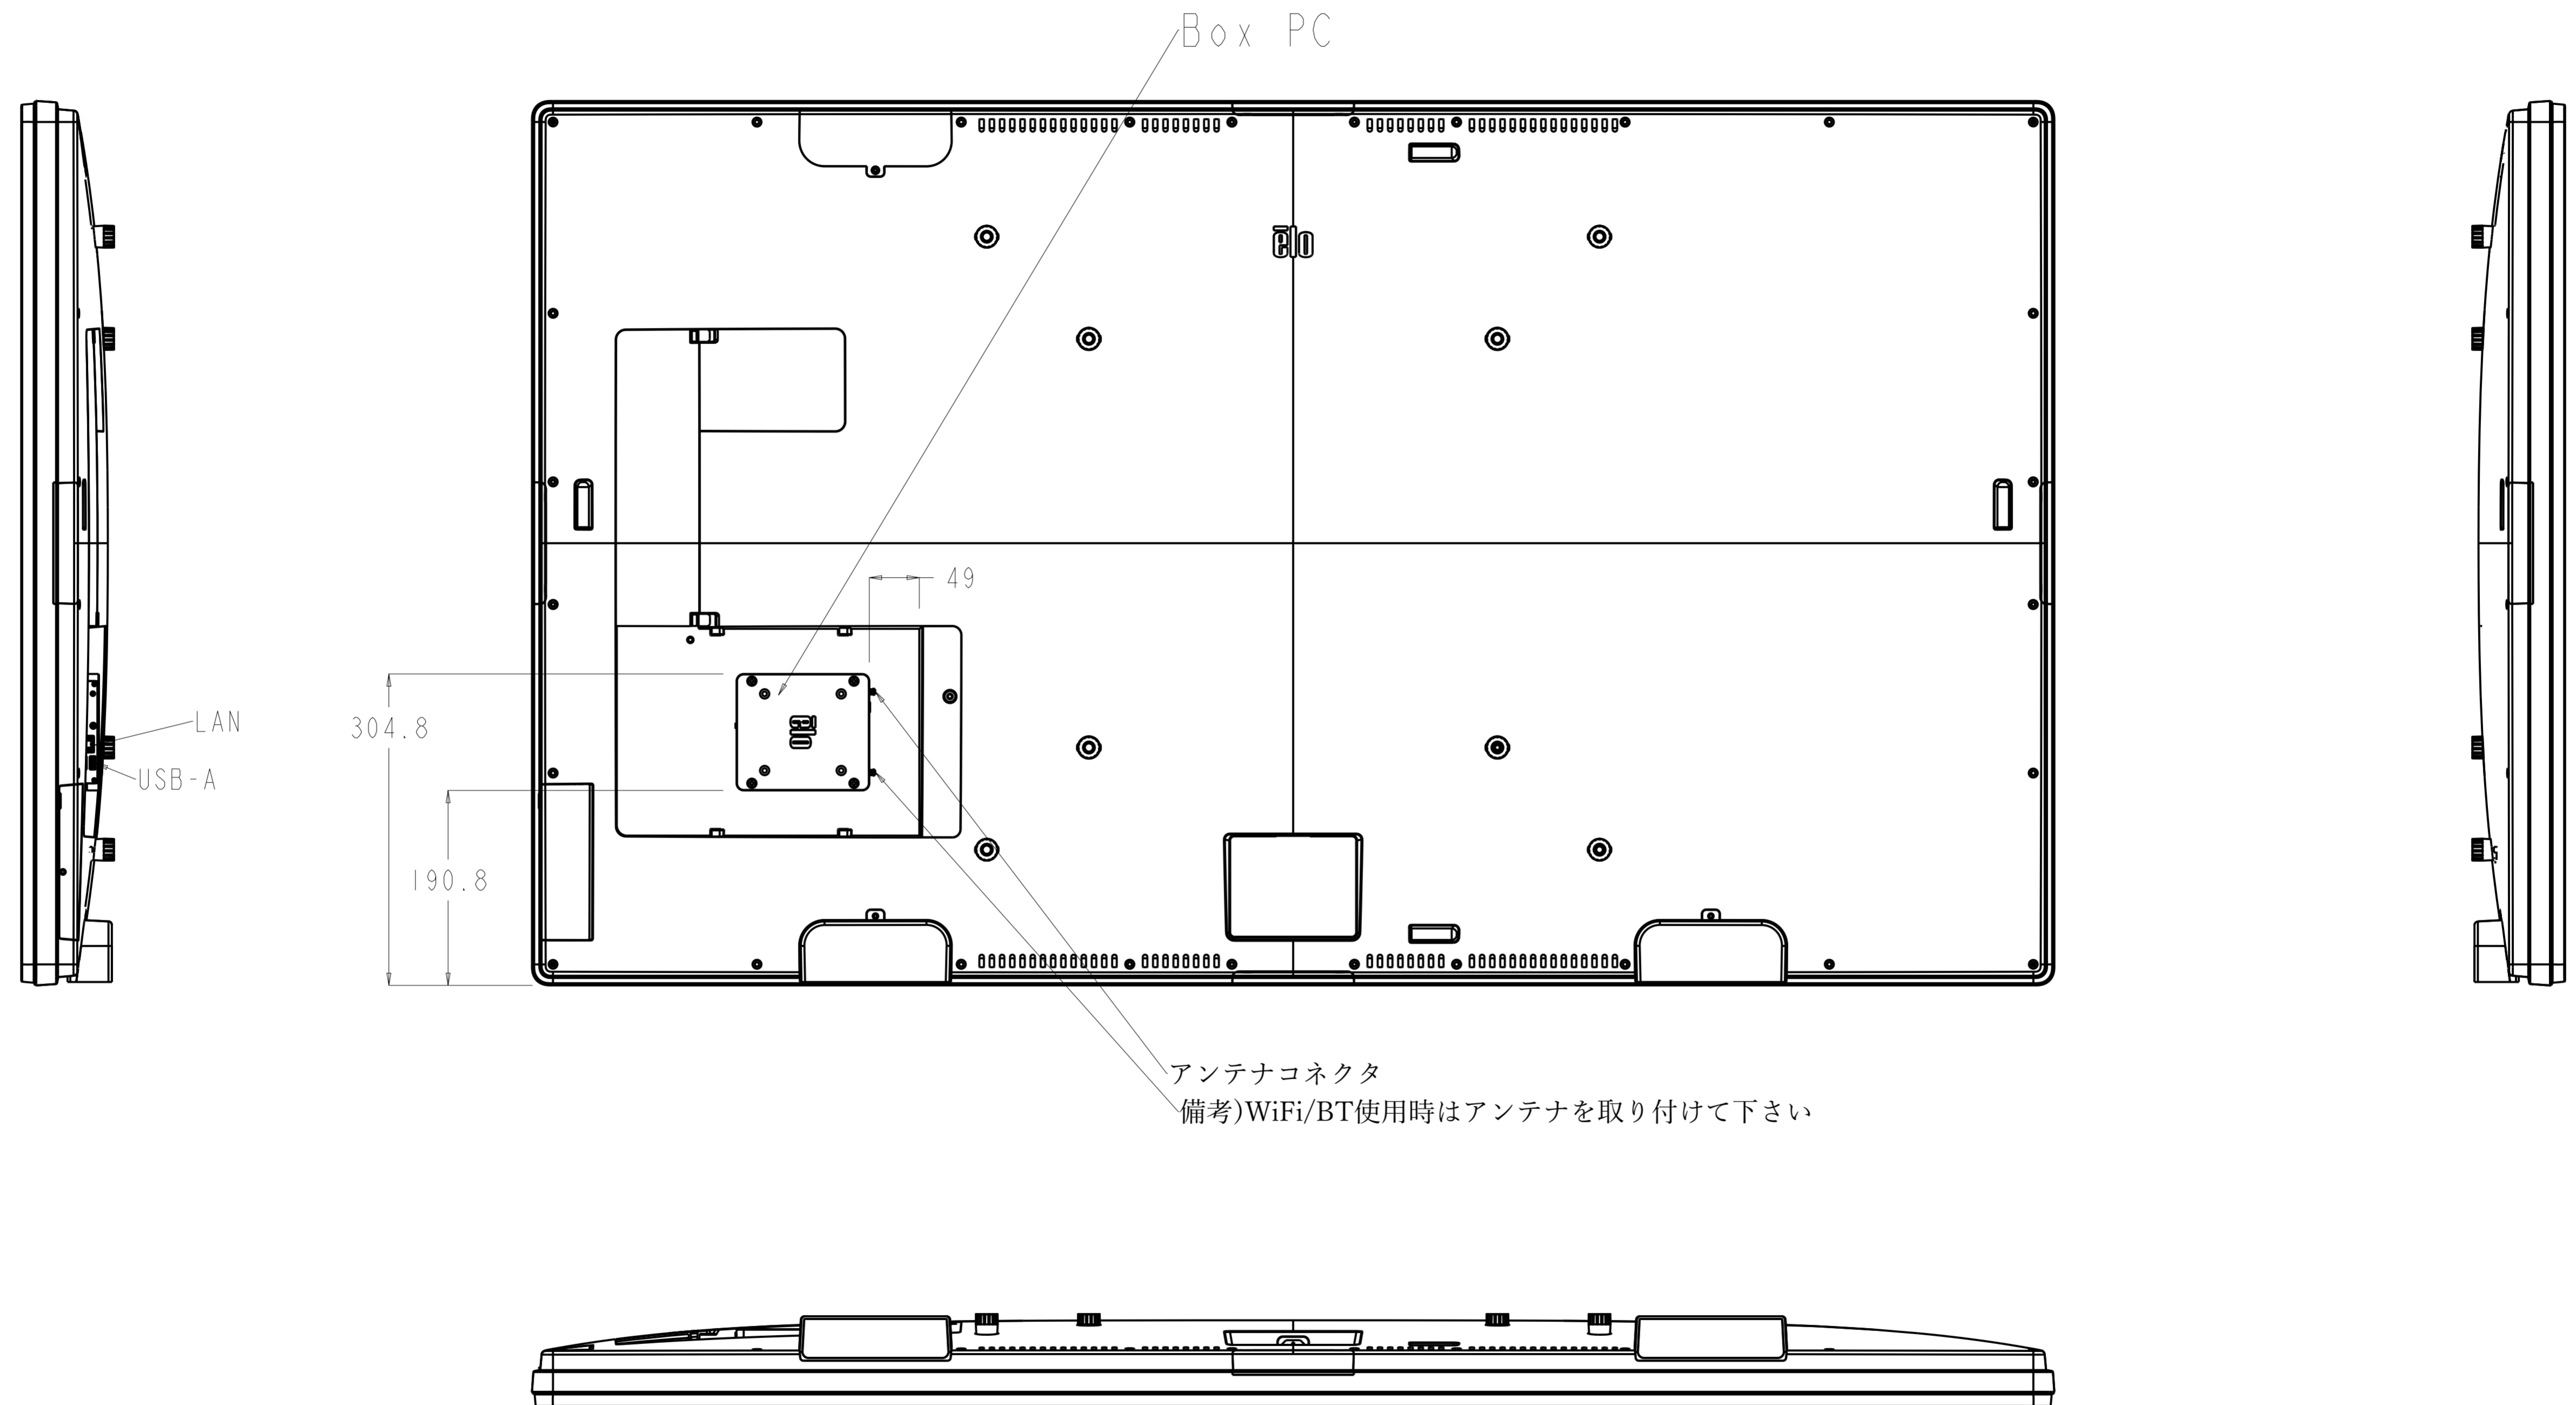 Box PC
49
LAN
304.8
USB-A
190.8
アンテナコネクタ
備考)WiFi/BT使用時はアンテナを取り付けて下さい
elo
elo